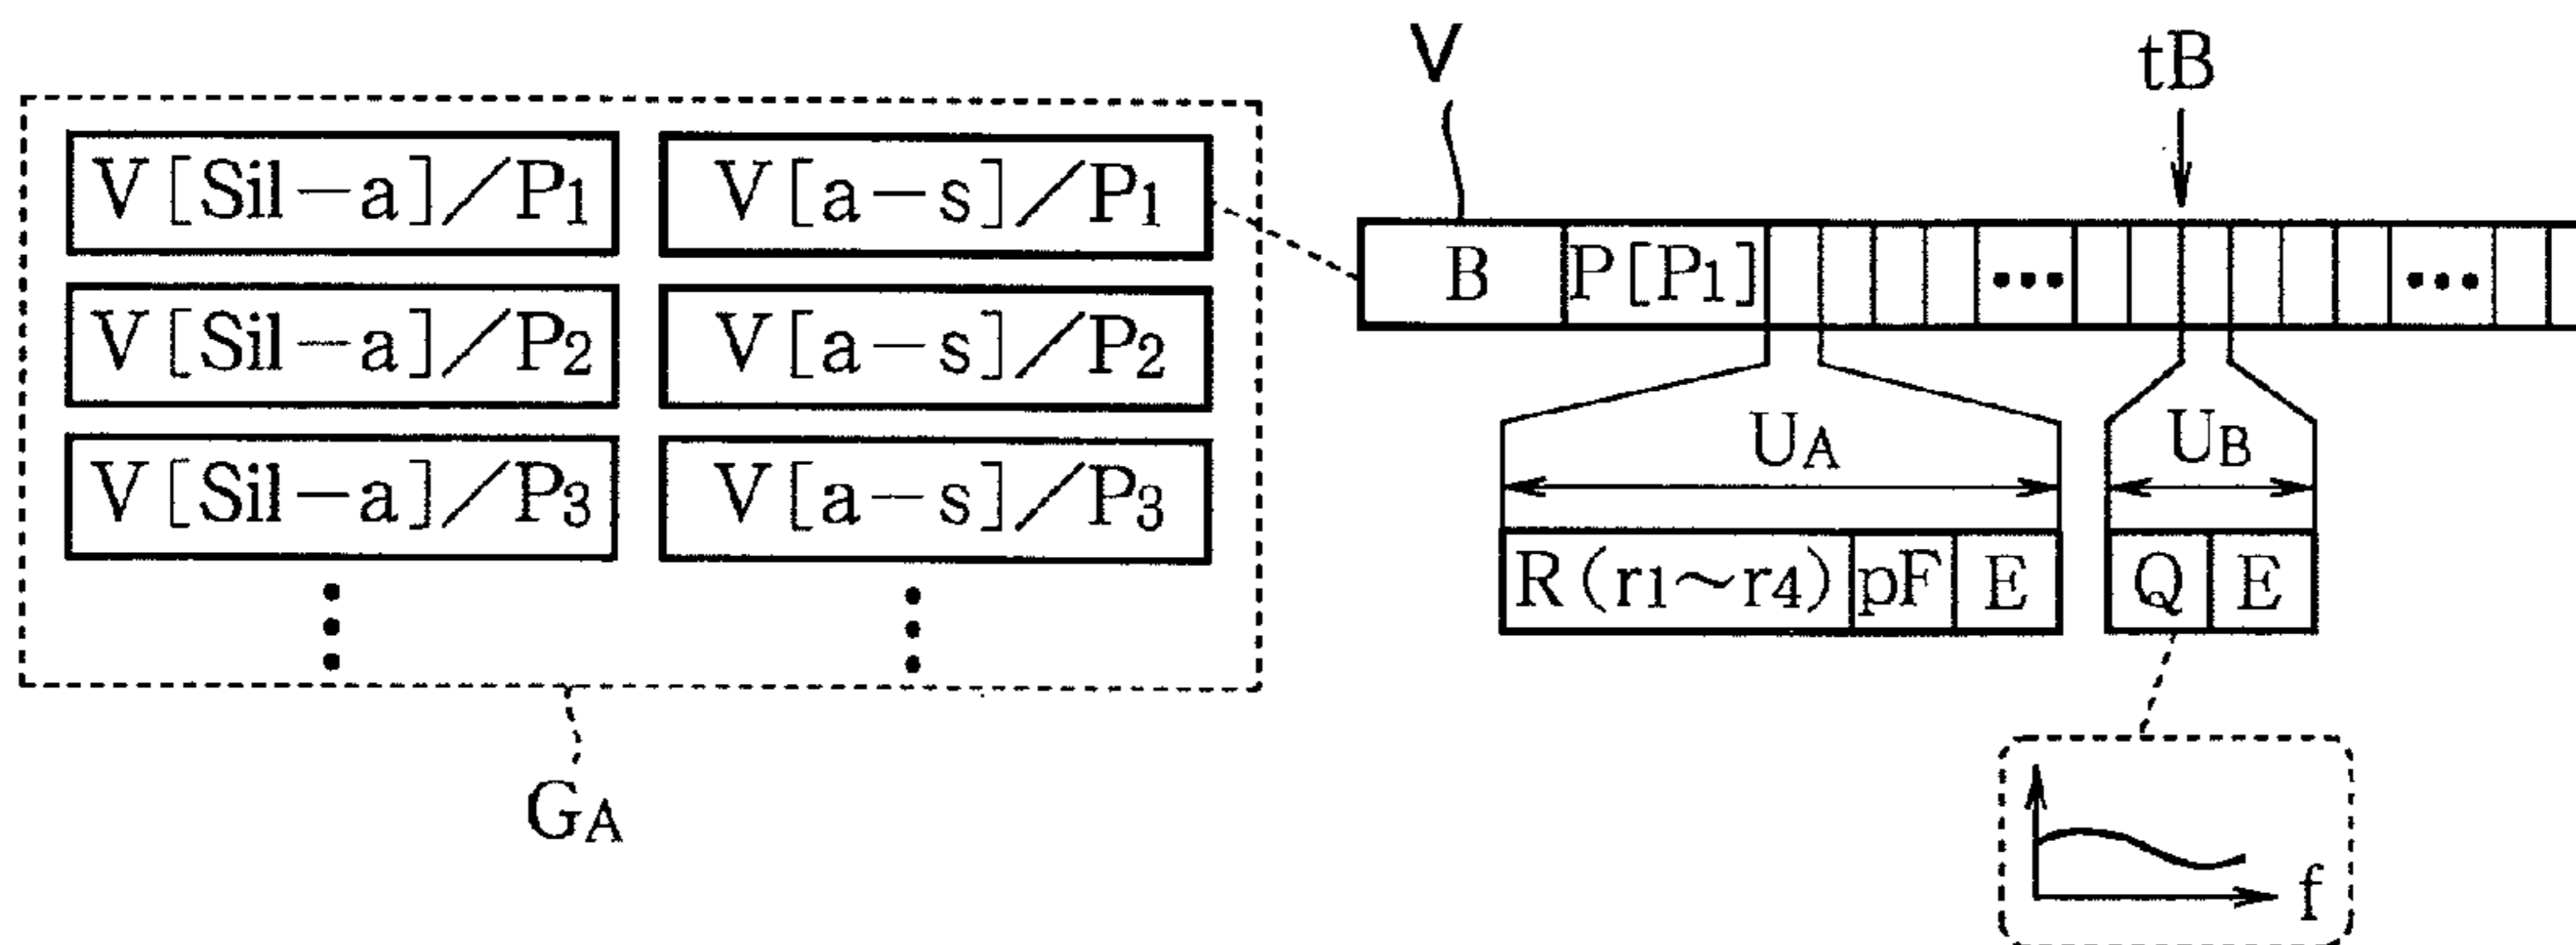 V
tB
V[Sil-a]/P1 V[a-s]/P1
B P[P1] ... ...
V[Sil-a]/P2 V[a-s]/P2
UA UB
V[Sil-a]/P3 V[a-s]/P3
R(r1~r4) pF E Q E
GA
f